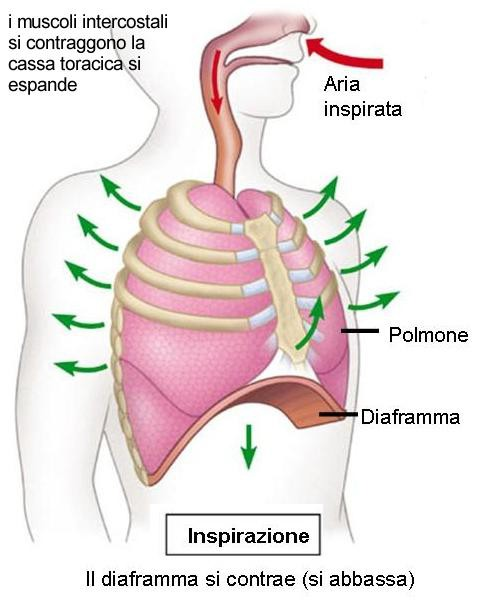 i muscoli intercostali
si contraggono la
cassa toracica si
espande
Aria
inspirata
Polmone
Diaframma
Inspirazione
Il diaframma si contrae (si abbassa)